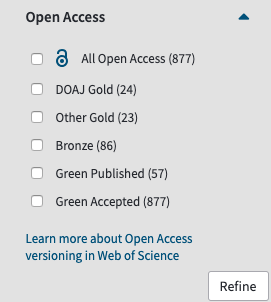 Open Access
All Open Access (877)
DOAJ Gold (24)
Other Gold (23)
Bronze (86)
Green Published (57)
Green Accepted (877)
Learn more about Open Access
versioning in Web of Science
Refine